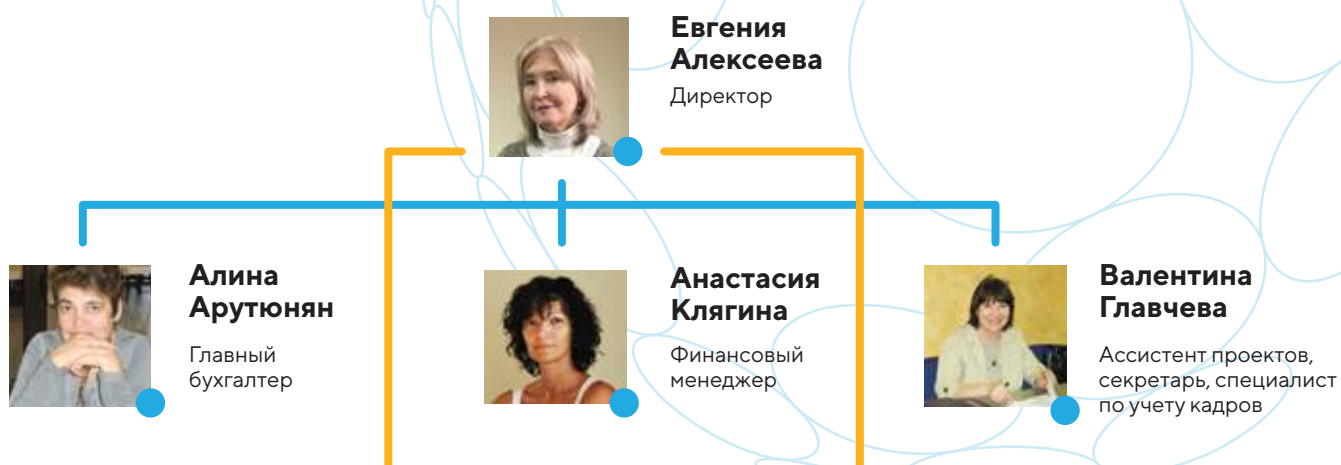 Евгения
Алексеева
Директор
Алина
Арутюнян
Главный
бухгалтер
Анастасия
Клягина
Финансовый
менеджер
Валентина
Главчева
Ассистент проектов,
секретарь, специалист
по учету кадров